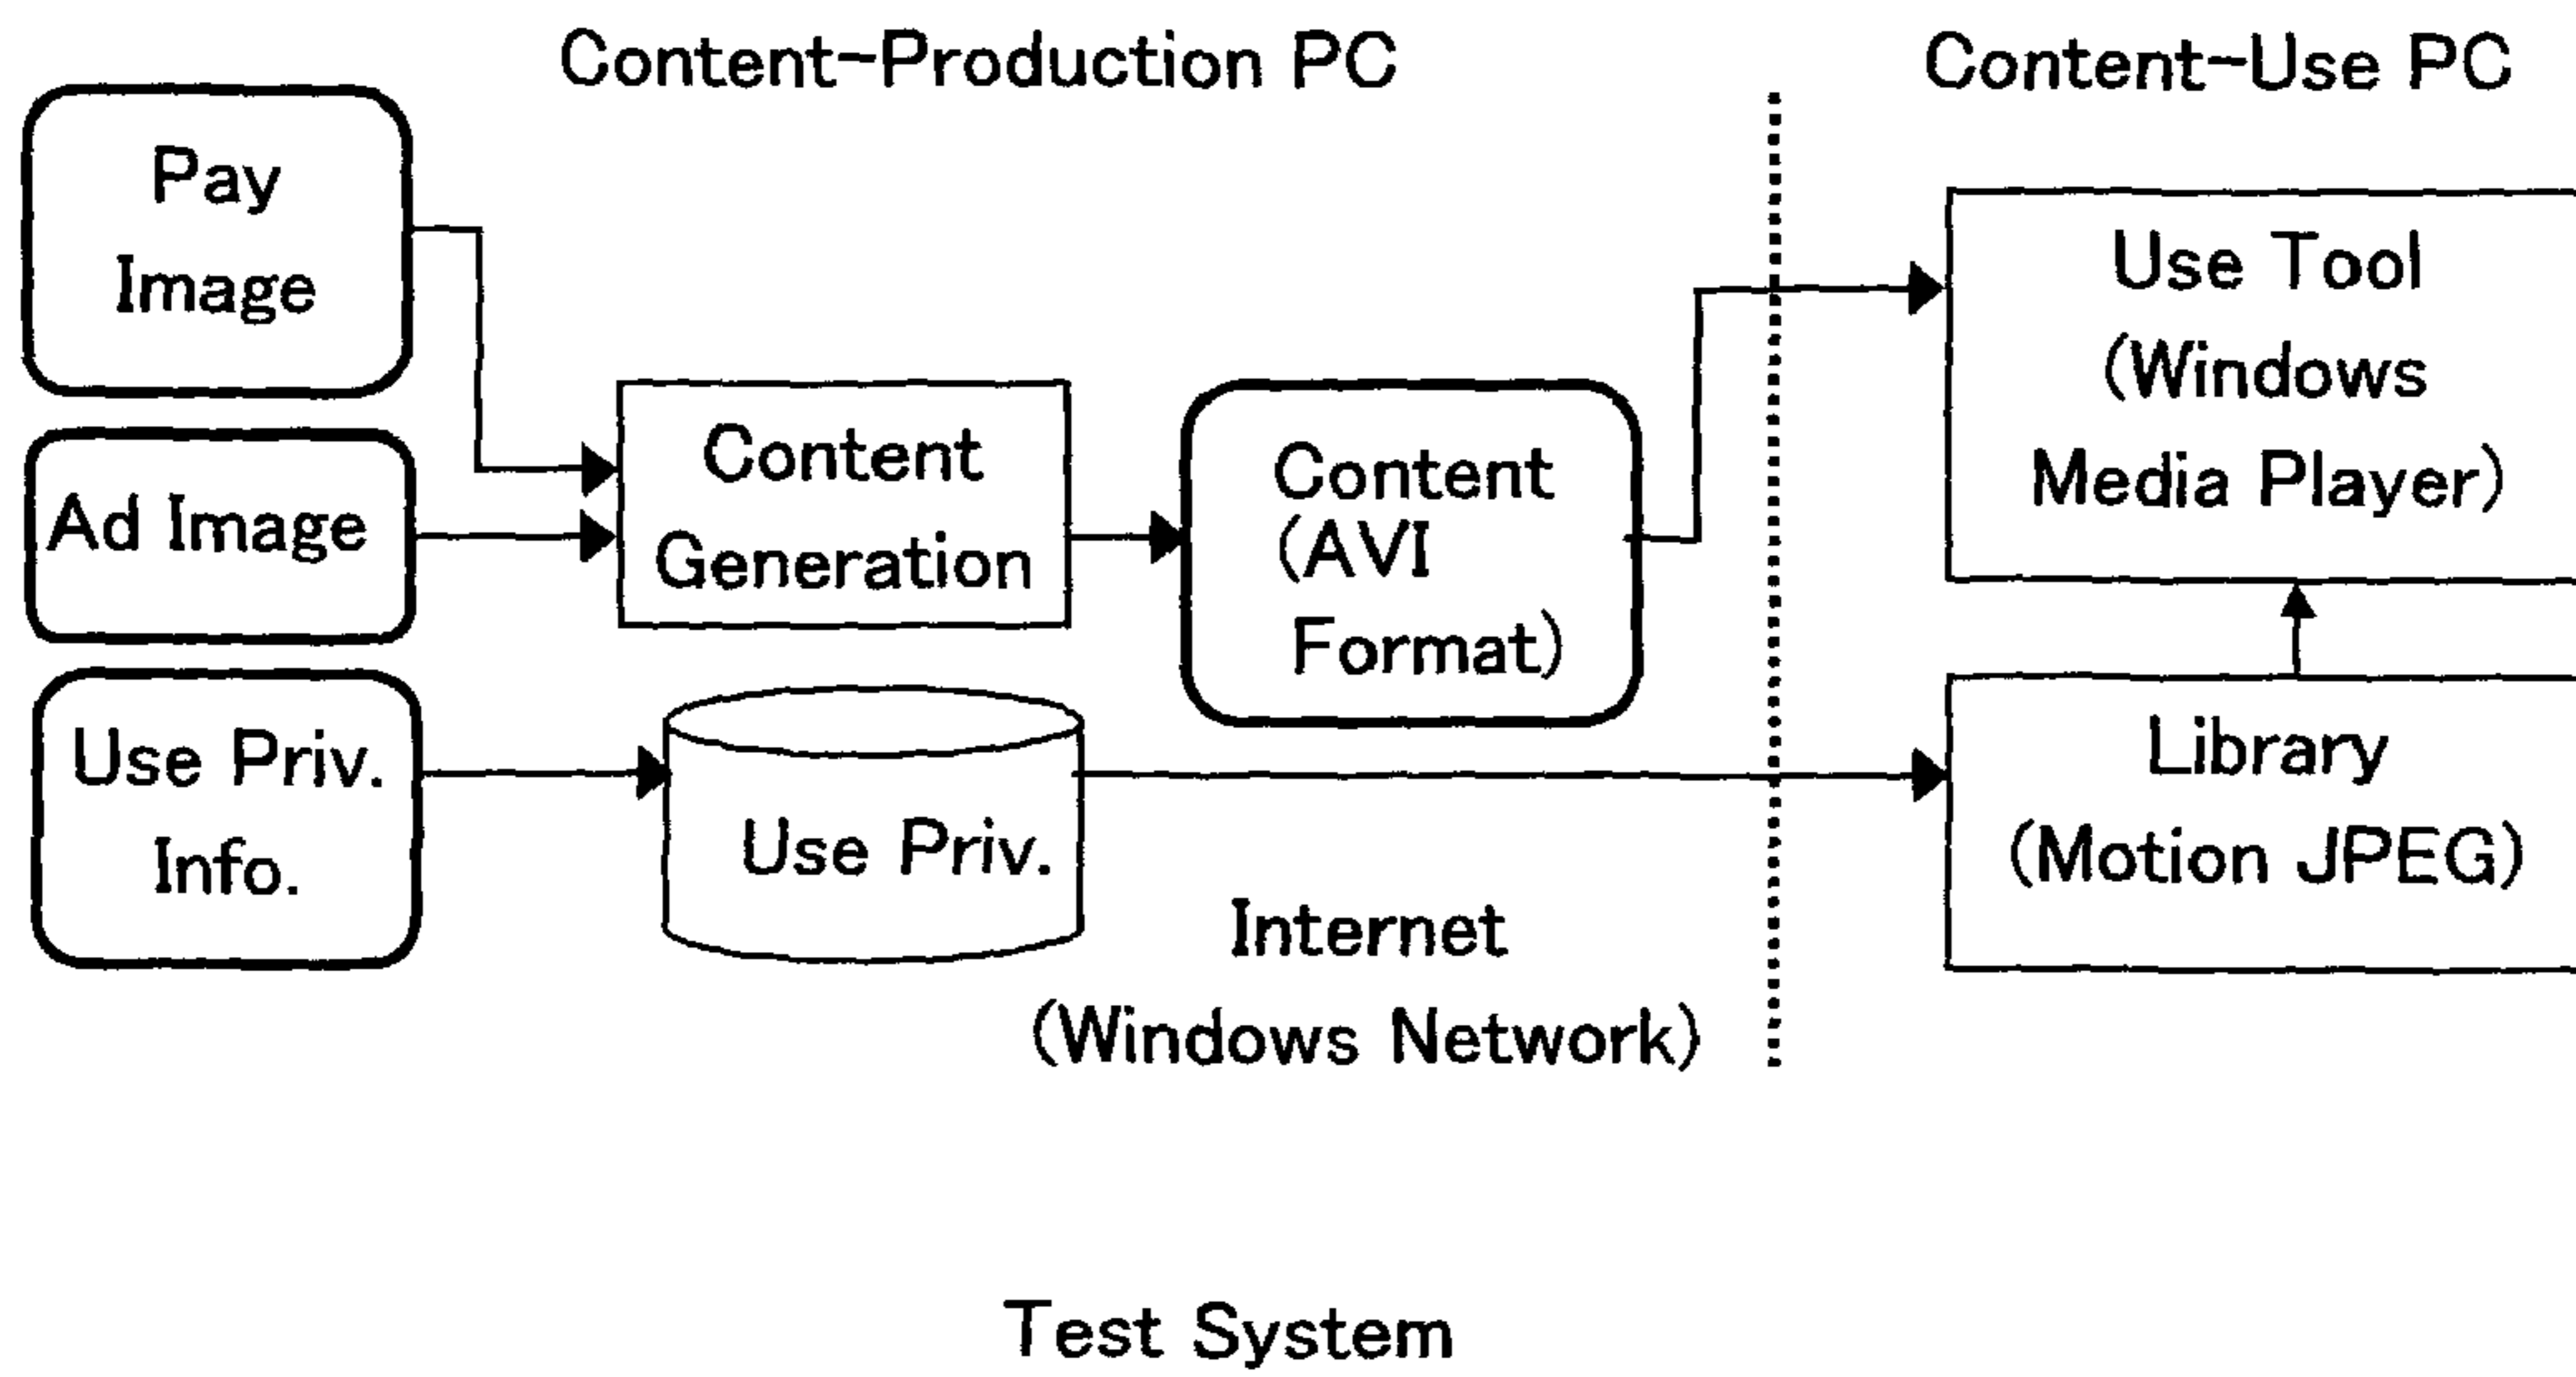 Content-Production PC
Content-Use PC
Pay
Image
Ad Image
Use Priv.
Info.
Content
Generation
Use Priv.
Content
(AVI
Format)
Internet
(Windows Network)
Use Tool
(Windows
Media Player)
Library
(Motion JPEG)
Test System